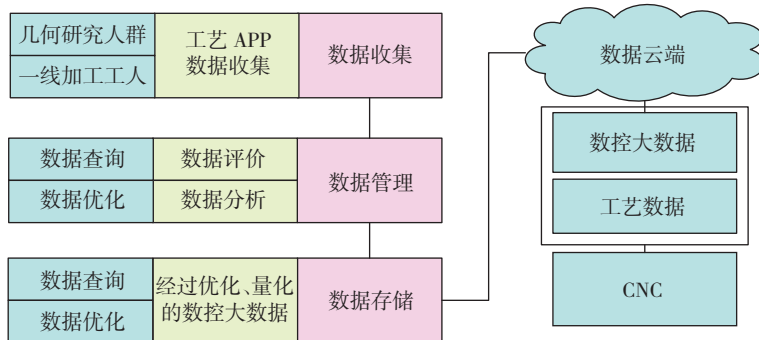 几何研究人群
一线加工工人
工艺 APP
数据收集
数据收集
数据查询
数据优化
数据评价
数据分析
数据管理
数据查询
数据优化
经过优化、量化
的数控大数据
数据存储
数据云端
数控大数据
工艺数据
CNC